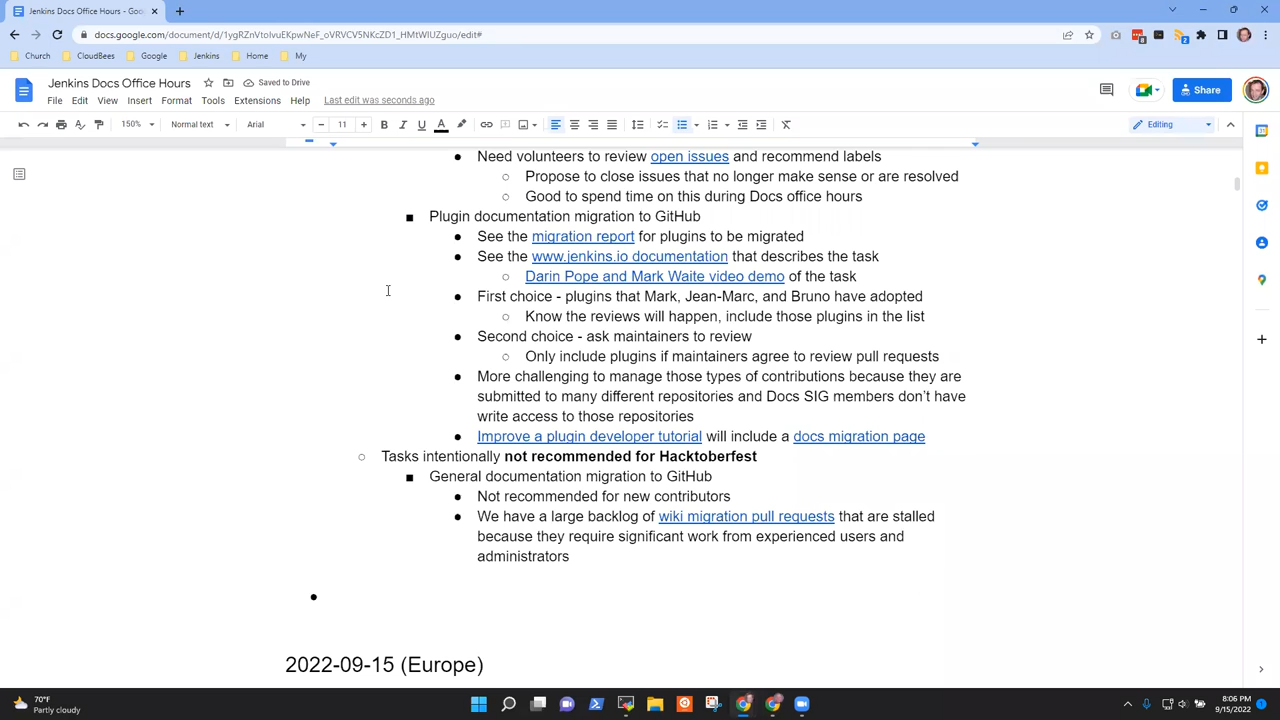 Jenkins Docs Office Hours - Goo
docs.google.com/document/d/1ygRZnVtoIvuEKpwNeF_oVRVCV5NKcZD1_HMtWIUZguo/edit#
Church
CloudBees
Google
Jenkins
Home
My
Jenkins Docs Office Hours
Saved to Drive
File Edit View Insert Format Tools Extensions Help
Last edit was seconds ago
Share
150%
Normal text
Arial
11
Editing
Need volunteers to review open issues and recommend labels
Propose to close issues that no longer make sense or are resolved
Good to spend time on this during Docs office hours
Plugin documentation migration to GitHub
See the migration report for plugins to be migrated
See the www.jenkins.io documentation that describes the task
Darin Pope and Mark Waite video demo of the task
First choice - plugins that Mark, Jean-Marc, and Bruno have adopted
Know the reviews will happen, include those plugins in the list
Second choice - ask maintainers to review
Only include plugins if maintainers agree to review pull requests
More challenging to manage those types of contributions because they are
submitted to many different repositories and Docs SIG members don't have
write access to those repositories
Improve a plugin developer tutorial will include a docs migration page
Tasks intentionally not recommended for Hacktoberfest
General documentation migration to GitHub
Not recommended for new contributors
We have a large backlog of wiki migration pull requests that are stalled
because they require significant work from experienced users and
administrators
2022-09-15 (Europe)
70°F
Partly cloudy
8:06 PM
9/15/2022